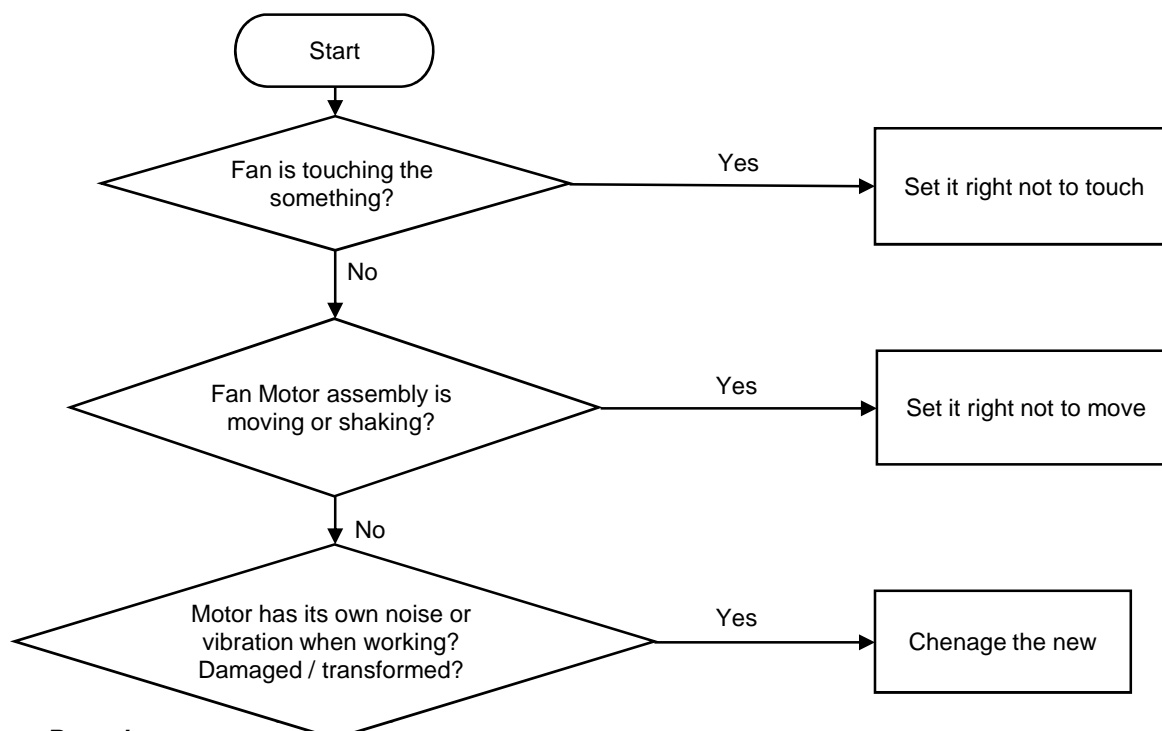 Start
Fan is touching the
something?
Yes
Set it right not to touch
No
Fan Motor assembly is
moving or shaking?
Yes
Set it right not to move
No
Motor has its own noise or
vibration when working?
Damaged / transformed?
Yes
Chenage the new